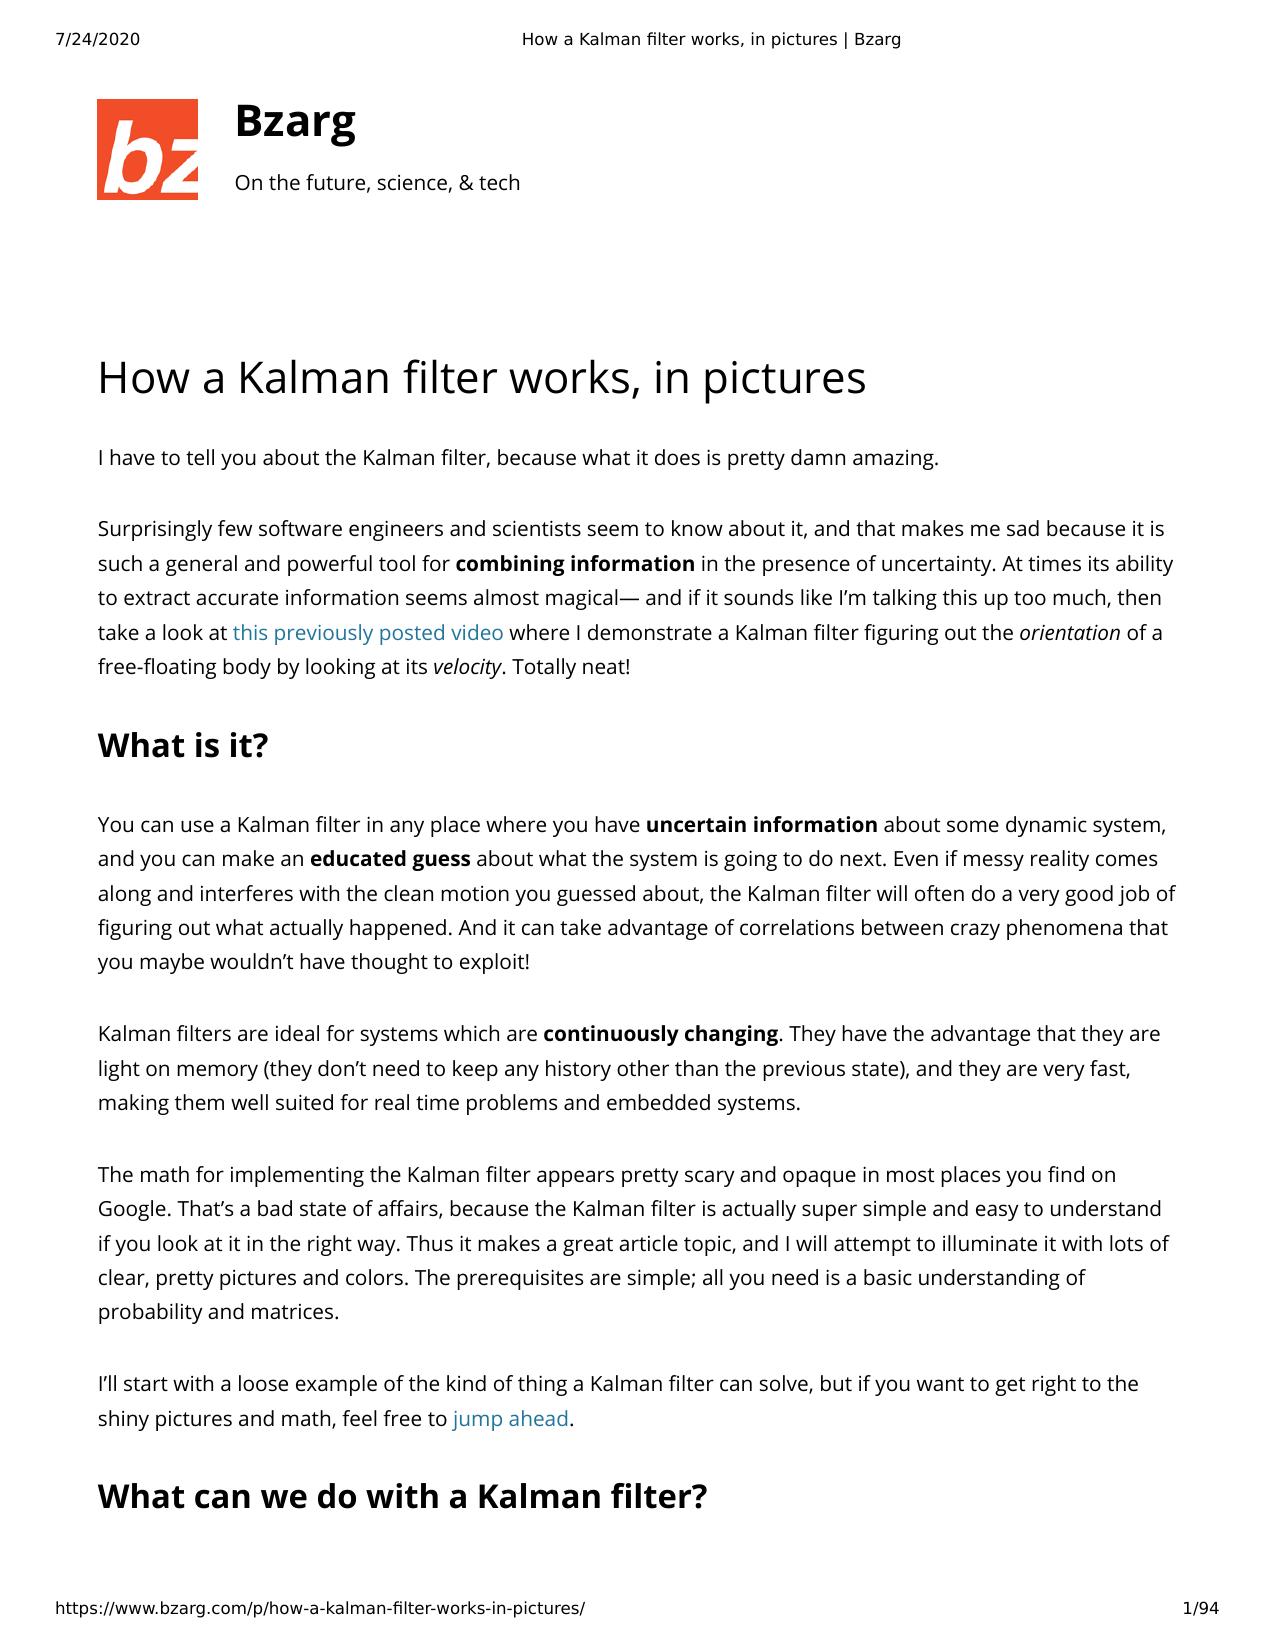 7/24/2020 How a Kalman filter works, in pictures | Bzarg
bz
Bzarg
On the future, science, & tech
How a Kalman filter works, in pictures
I have to tell you about the Kalman filter, because what it does is pretty damn amazing.
Surprisingly few software engineers and scientists seem to know about it, and that makes me sad because it is
such a general and powerful tool for combining information in the presence of uncertainty. At times its ability
to extract accurate information seems almost magical— and if it sounds like I’m talking this up too much, then
take a look at this previously posted video where I demonstrate a Kalman filter figuring out the orientation of a
free-floating body by looking at its velocity. Totally neat!
What is it?
You can use a Kalman filter in any place where you have uncertain information about some dynamic system,
and you can make an educated guess about what the system is going to do next. Even if messy reality comes
along and interferes with the clean motion you guessed about, the Kalman filter will often do a very good job of
figuring out what actually happened. And it can take advantage of correlations between crazy phenomena that
you maybe wouldn’t have thought to exploit!
Kalman filters are ideal for systems which are continuously changing. They have the advantage that they are
light on memory (they don’t need to keep any history other than the previous state), and they are very fast,
making them well suited for real time problems and embedded systems.
The math for implementing the Kalman filter appears pretty scary and opaque in most places you find on
Google. That’s a bad state of affairs, because the Kalman filter is actually super simple and easy to understand
if you look at it in the right way. Thus it makes a great article topic, and I will attempt to illuminate it with lots of
clear, pretty pictures and colors. The prerequisites are simple; all you need is a basic understanding of
probability and matrices.
I’ll start with a loose example of the kind of thing a Kalman filter can solve, but if you want to get right to the
shiny pictures and math, feel free to jump ahead.
What can we do with a Kalman filter?
https://www.bzarg.com/p/how-a-kalman-filter-works-in-pictures/ 1/94